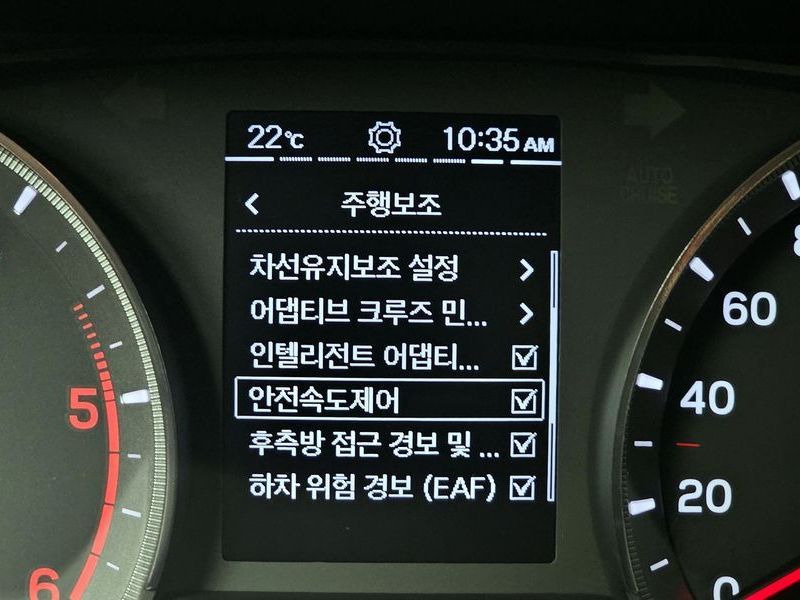 22℃ 10:35 AM
AUTO
CRUISE
주행보조
차선유지보조 설정
어댑티브 크루즈 민...
인텔리전트 어댑티...
안전속도제어
후측방 접근 경보 및 ...
하차 위험 경보 (EAF)
5
6
60
40
20
0